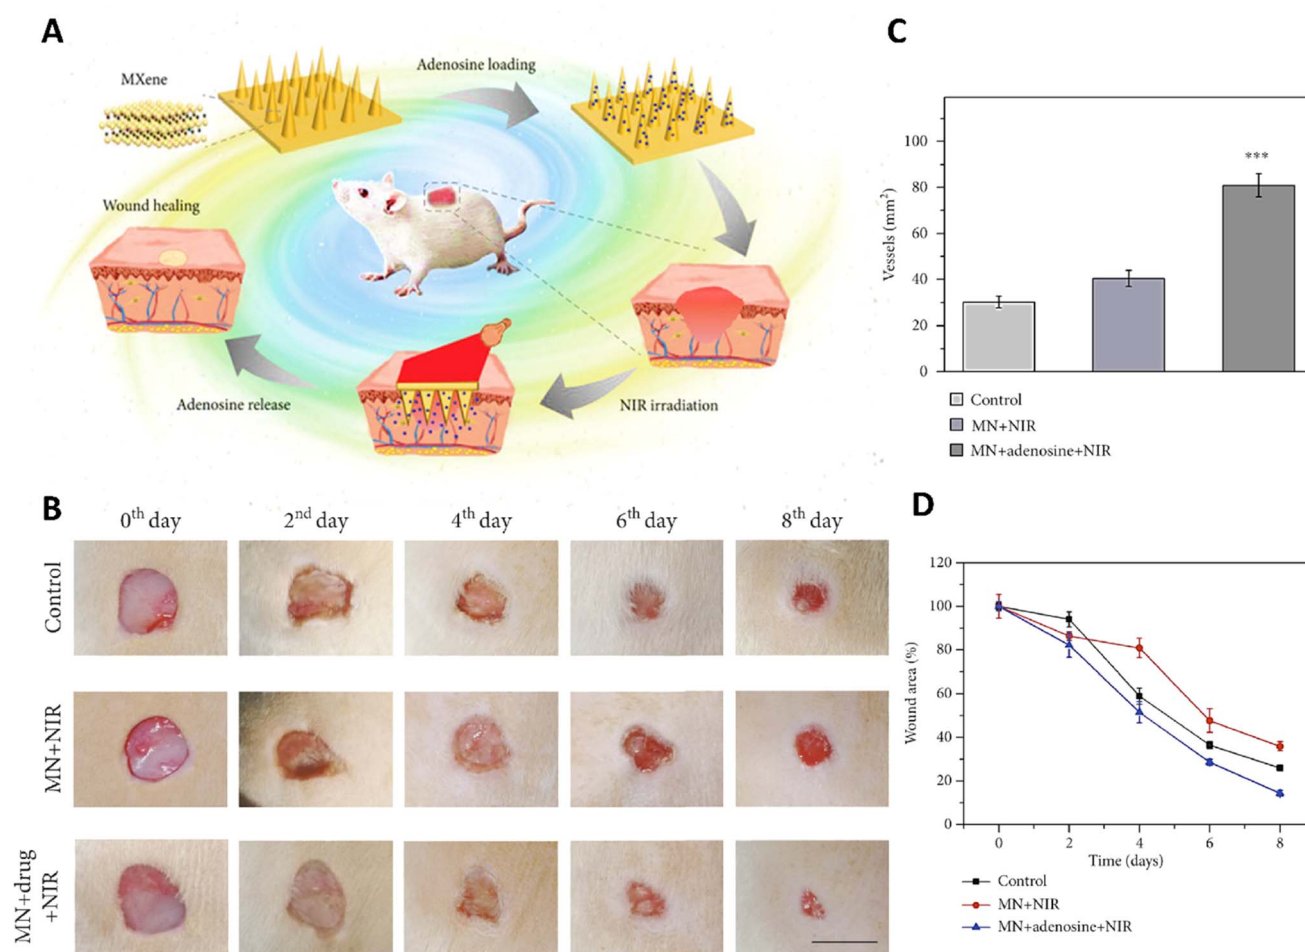 A
MXene
Adenosine loading
Wound healing
Adenosine release
NIR irradiation
B
0th day
2nd day
4th day
6th day
8th day
Control
MN+NIR
MN+drug
+NIR
C
Vessels (mm2)
100
80
60
40
20
0
***
Control
MN+NIR
MN+adenosine+NIR
D
Wound area (%)
120
100
80
60
40
20
0
0
2
4
6
8
Time (days)
Control
MN+NIR
MN+adenosine+NIR